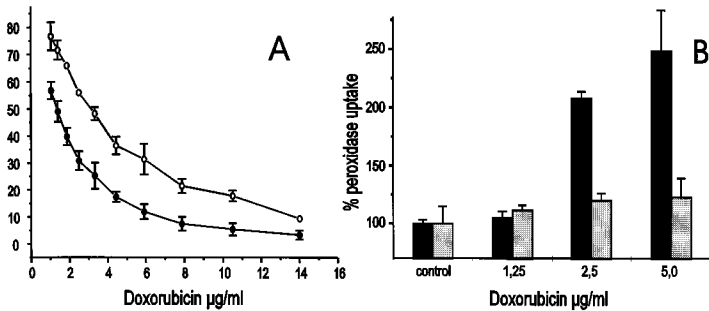 A
80
70
60
50
40
30
20
10
0
0 2 4 6 8 10 12 14 16
Doxorubicin µg/ml
B
% peroxidase uptake
250
200
150
100
control 1,25 2,5 5,0
Doxorubicin µg/ml